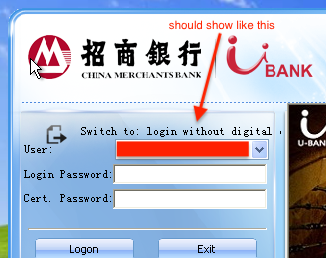 should show like this
招商银行
CHINA MERCHANTS BANK
U BANK
Switch to: login without digital
User:
Login Password:
Cert. Password:
Logon
Exit
U-BAN